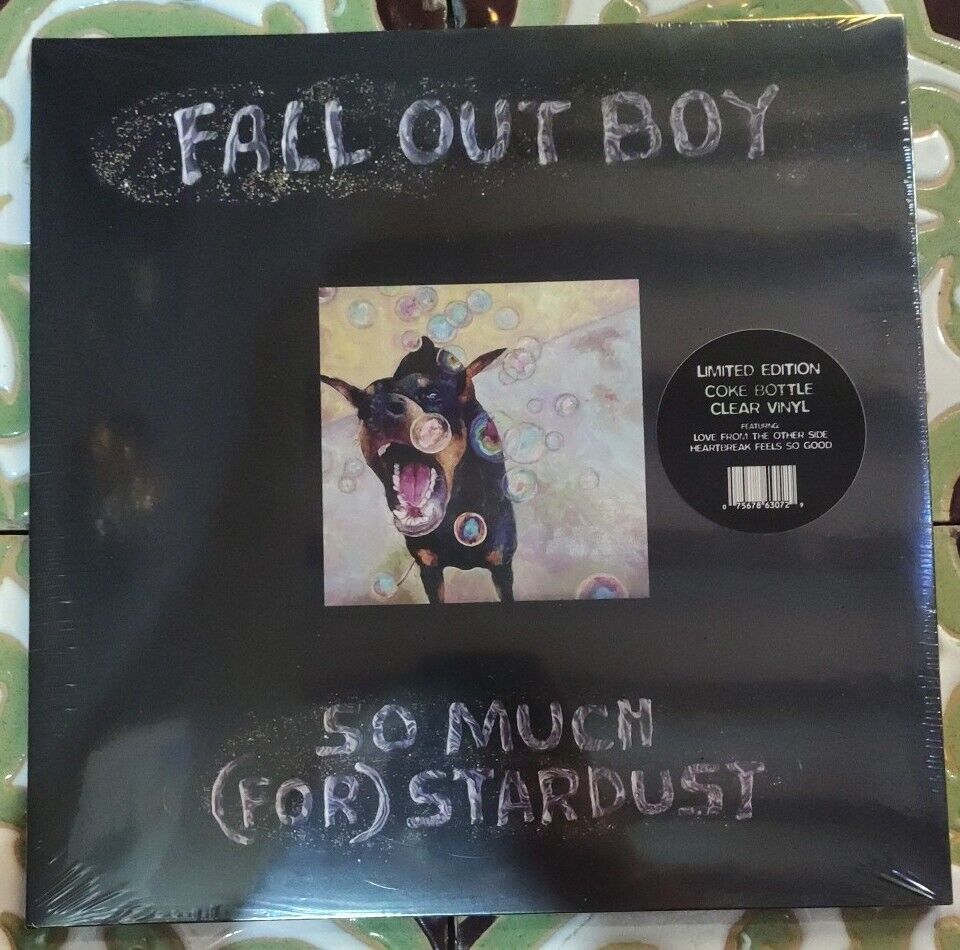 FALL OUT BOY
LIMITED EDITION
COKE BOTTLE
CLEAR VINYL
FEATURING:
LOVE FROM THE OTHER SIDE
HEARTBREAK FEELS SO GOOD
0 75678 63072 9
SO MUCH
(FOR) STARDUST